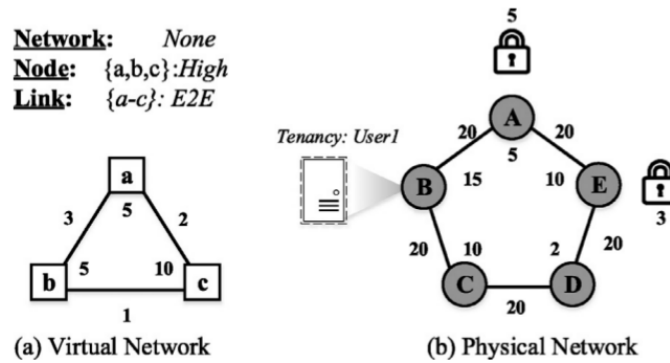 Network: None
Node: {a,b,c}:High
Link: {a-c}: E2E
a
5
3
2
b
5
10
c
1
(a) Virtual Network
5
A
Tenancy: User1
20
20
5
B
15
10
E
3
20
10
2
20
C
D
20
(b) Physical Network